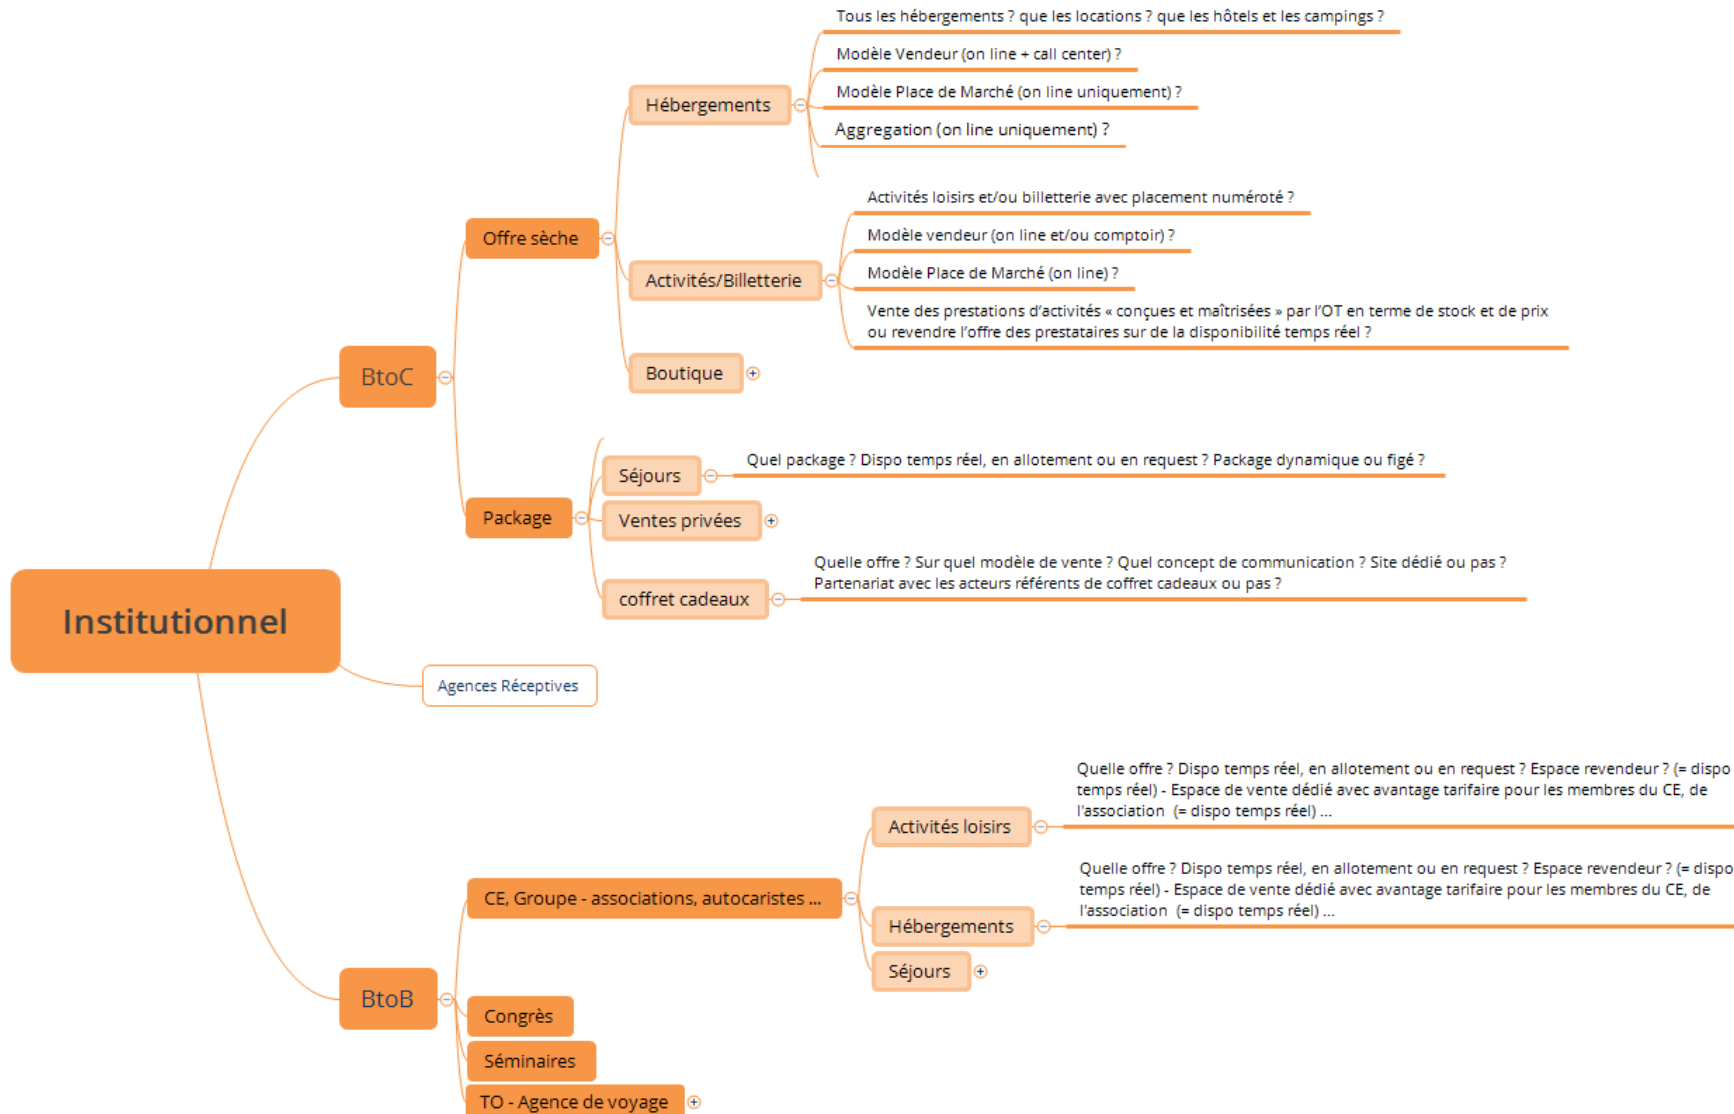 Tous les hébergements ? que les locations ? que les hôtels et les campings ?
Modèle Vendeur (on line + call center) ?
Hébergements
Modèle Place de Marché (on line uniquement) ?
Aggregation (on line uniquement) ?
Offre sèche
Activités loisirs et/ou billetterie avec placement numéroté ?
Modèle vendeur (on line et/ou comptoir) ?
Activités/Billetterie
Modèle Place de Marché (on line) ?
Vente des prestations d'activités « conçues et maîtrisées » par l'OT en terme de stock et de prix
ou revendre l'offre des prestataires sur de la disponibilité temps réel ?
Boutique
BtoC
Quel package ? Dispo temps réel, en allotement ou en request ? Package dynamique ou figé ?
Séjours
Package
Ventes privées
Quelle offre ? Sur quel modèle de vente ? Quel concept de communication ? Site dédié ou pas ?
Partenariat avec les acteurs référents de coffret cadeaux ou pas ?
coffret cadeaux
Institutionnel
Agences Réceptives
Quelle offre ? Dispo temps réel, en allotement ou en request ? Espace revendeur ? (= dispo
temps réel) - Espace de vente dédié avec avantage tarifaire pour les membres du CE, de
l'association (= dispo temps réel) ...
Activités loisirs
CE, Groupe - associations, autocaristes ...
Quelle offre ? Dispo temps réel, en allotement ou en request ? Espace revendeur ? (= dispo
temps réel) - Espace de vente dédié avec avantage tarifaire pour les membres du CE, de
l'association (= dispo temps réel) ...
Hébergements
Séjours
BtoB
Congrès
Séminaires
TO - Agence de voyage